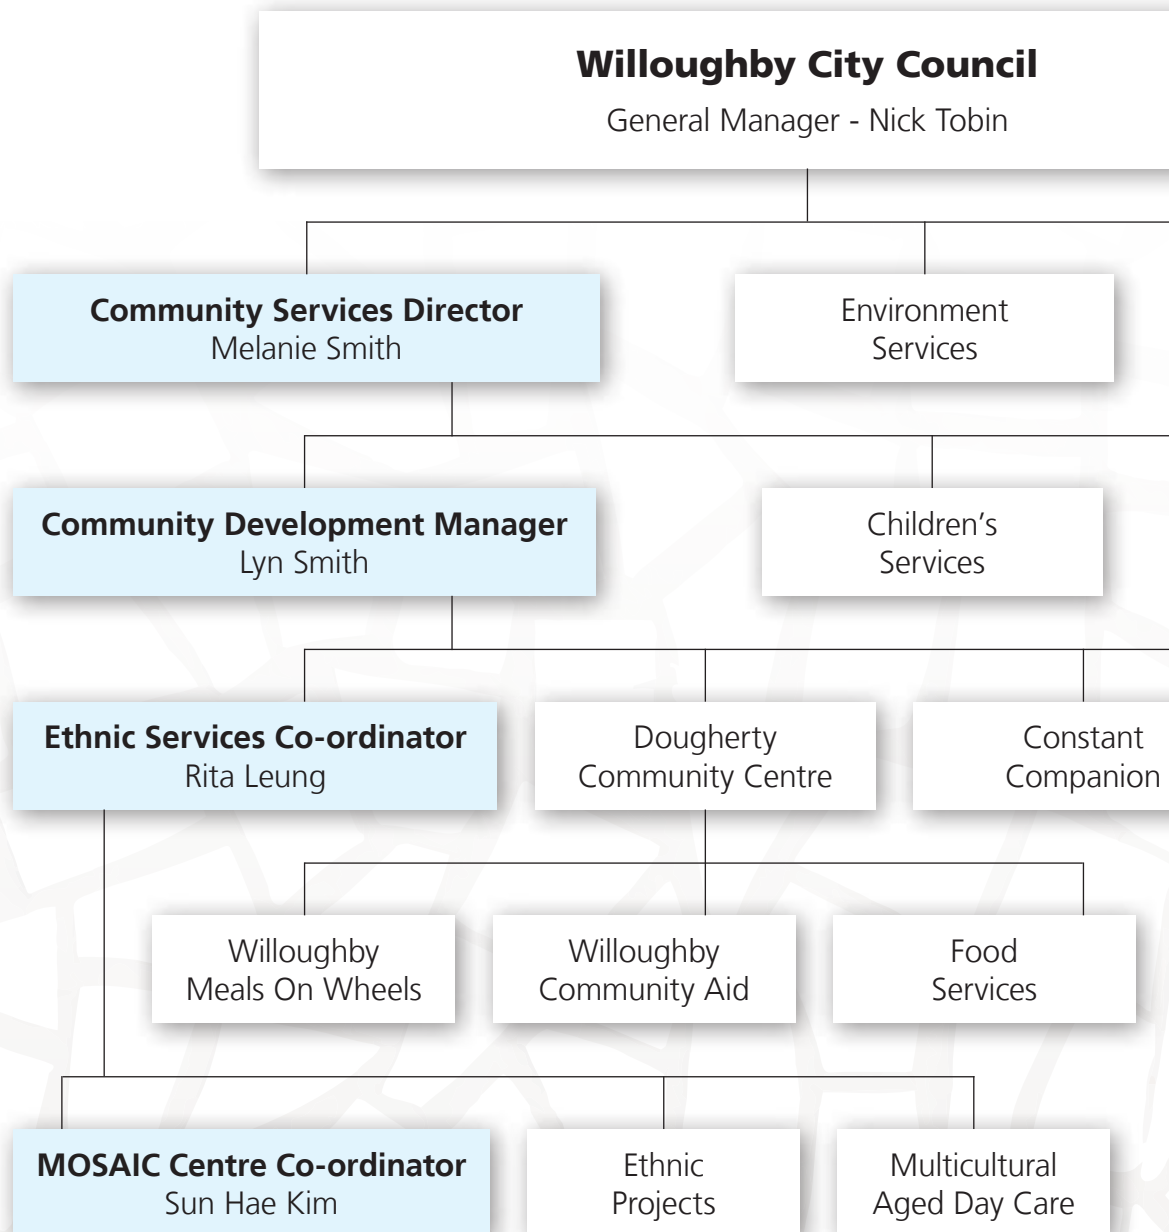 Willoughby City Council
General Manager - Nick Tobin
Community Services Director
Melanie Smith
Environment
Services
Community Development Manager
Lyn Smith
Children's
Services
Ethnic Services Co-ordinator
Rita Leung
Dougherty
Community Centre
Constant
Companion
Willoughby
Meals On Wheels
Willoughby
Community Aid
Food
Services
MOSAIC Centre Co-ordinator
Sun Hae Kim
Ethnic
Projects
Multicultural
Aged Day Care